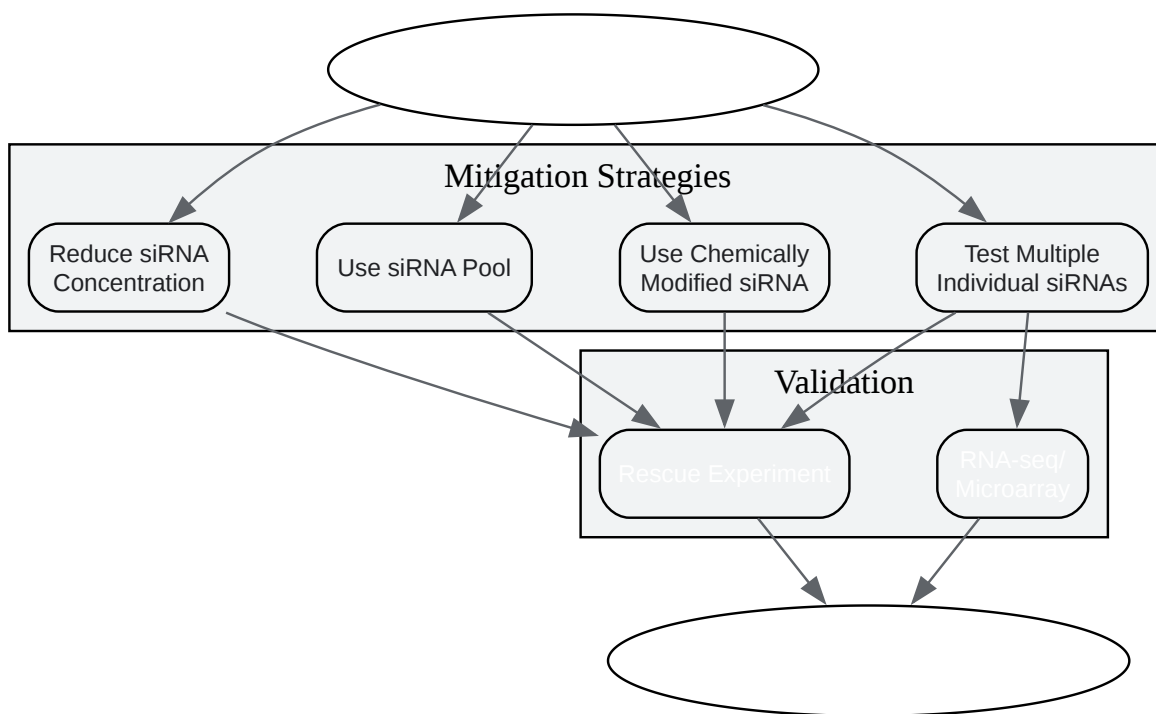 Mitigation Strategies
Reduce siRNA
Concentration
Use siRNA Pool
Use Chemically
Modified siRNA
Test Multiple
Individual siRNAs
Validation
Rescue Experiment
RNA-seq/
Microarray